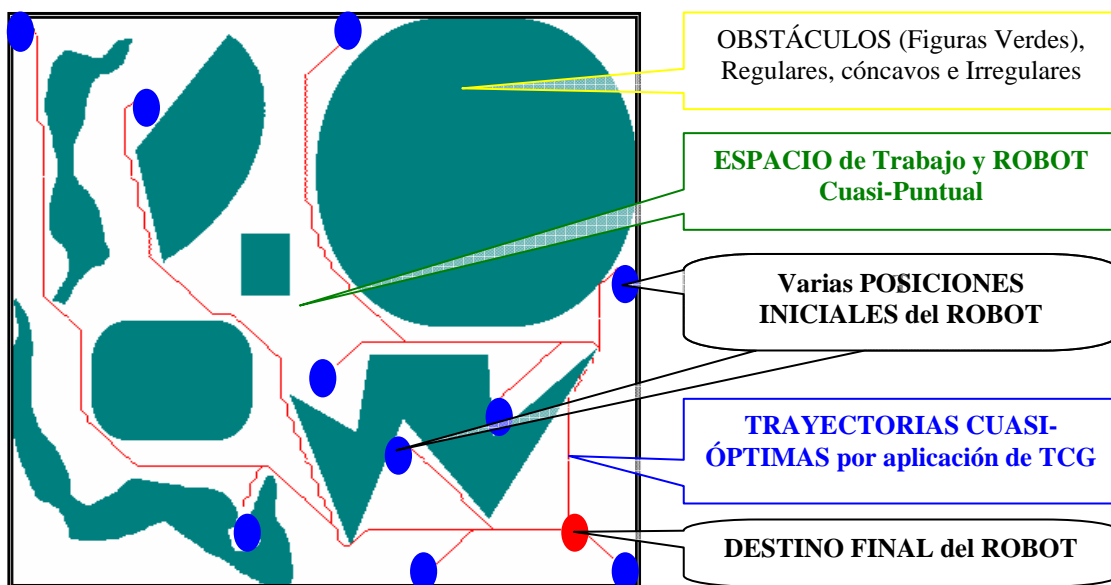 OBSTÁCULOS (Figuras Verdes),
Regulares, cóncavos e Irregulares
ESPACIO de Trabajo y ROBOT
Cuasi-Puntual
Varias POSICIONES
INICIALES del ROBOT
TRAYECTORIAS CUASI-
ÓPTIMAS por aplicación de TCG
DESTINO FINAL del ROBOT